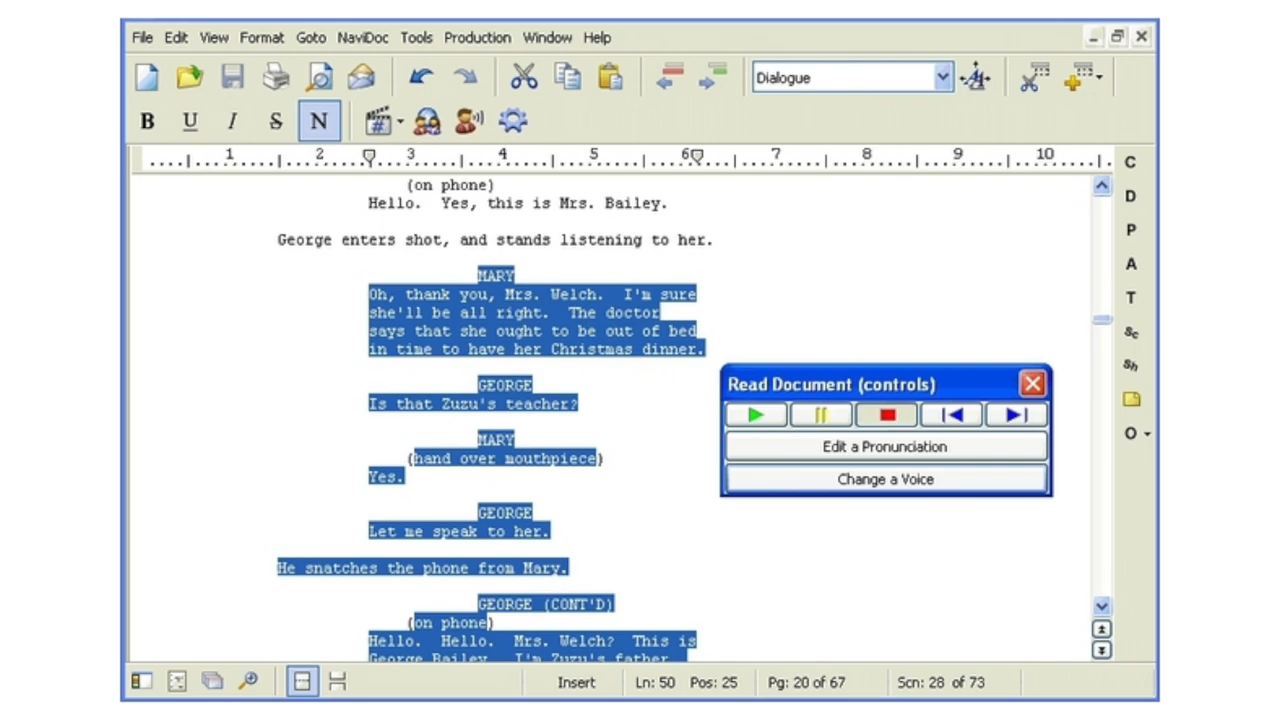 File Edit View Format Goto NaviDoc Tools Production Window Help
Dialogue
B U I S N #
1 2 3 4 5 6 7 8 9 10
C
D
P
A
T
Sc
Sh
O
(on phone)
Hello.  Yes, this is Mrs. Bailey.
George enters shot, and stands listening to her.
MARY
Oh, thank you, Mrs. Welch.  I'm sure
she'll be all right.  The doctor
says that she ought to be out of bed
in time to have her Christmas dinner.
GEORGE
Is that Zuzu's teacher?
MARY
(hand over mouthpiece)
Yes.
GEORGE
Let me speak to her.
He snatches the phone from Mary.
GEORGE (CONT'D)
(on phone)
Hello.  Hello.  Mrs. Welch?  This is
George Bailey.  I'm Zuzu's father.
Read Document (controls)
Edit a Pronunciation
Change a Voice
Insert Ln: 50 Pos: 25 Pg: 20 of 67 Scn: 28 of 73